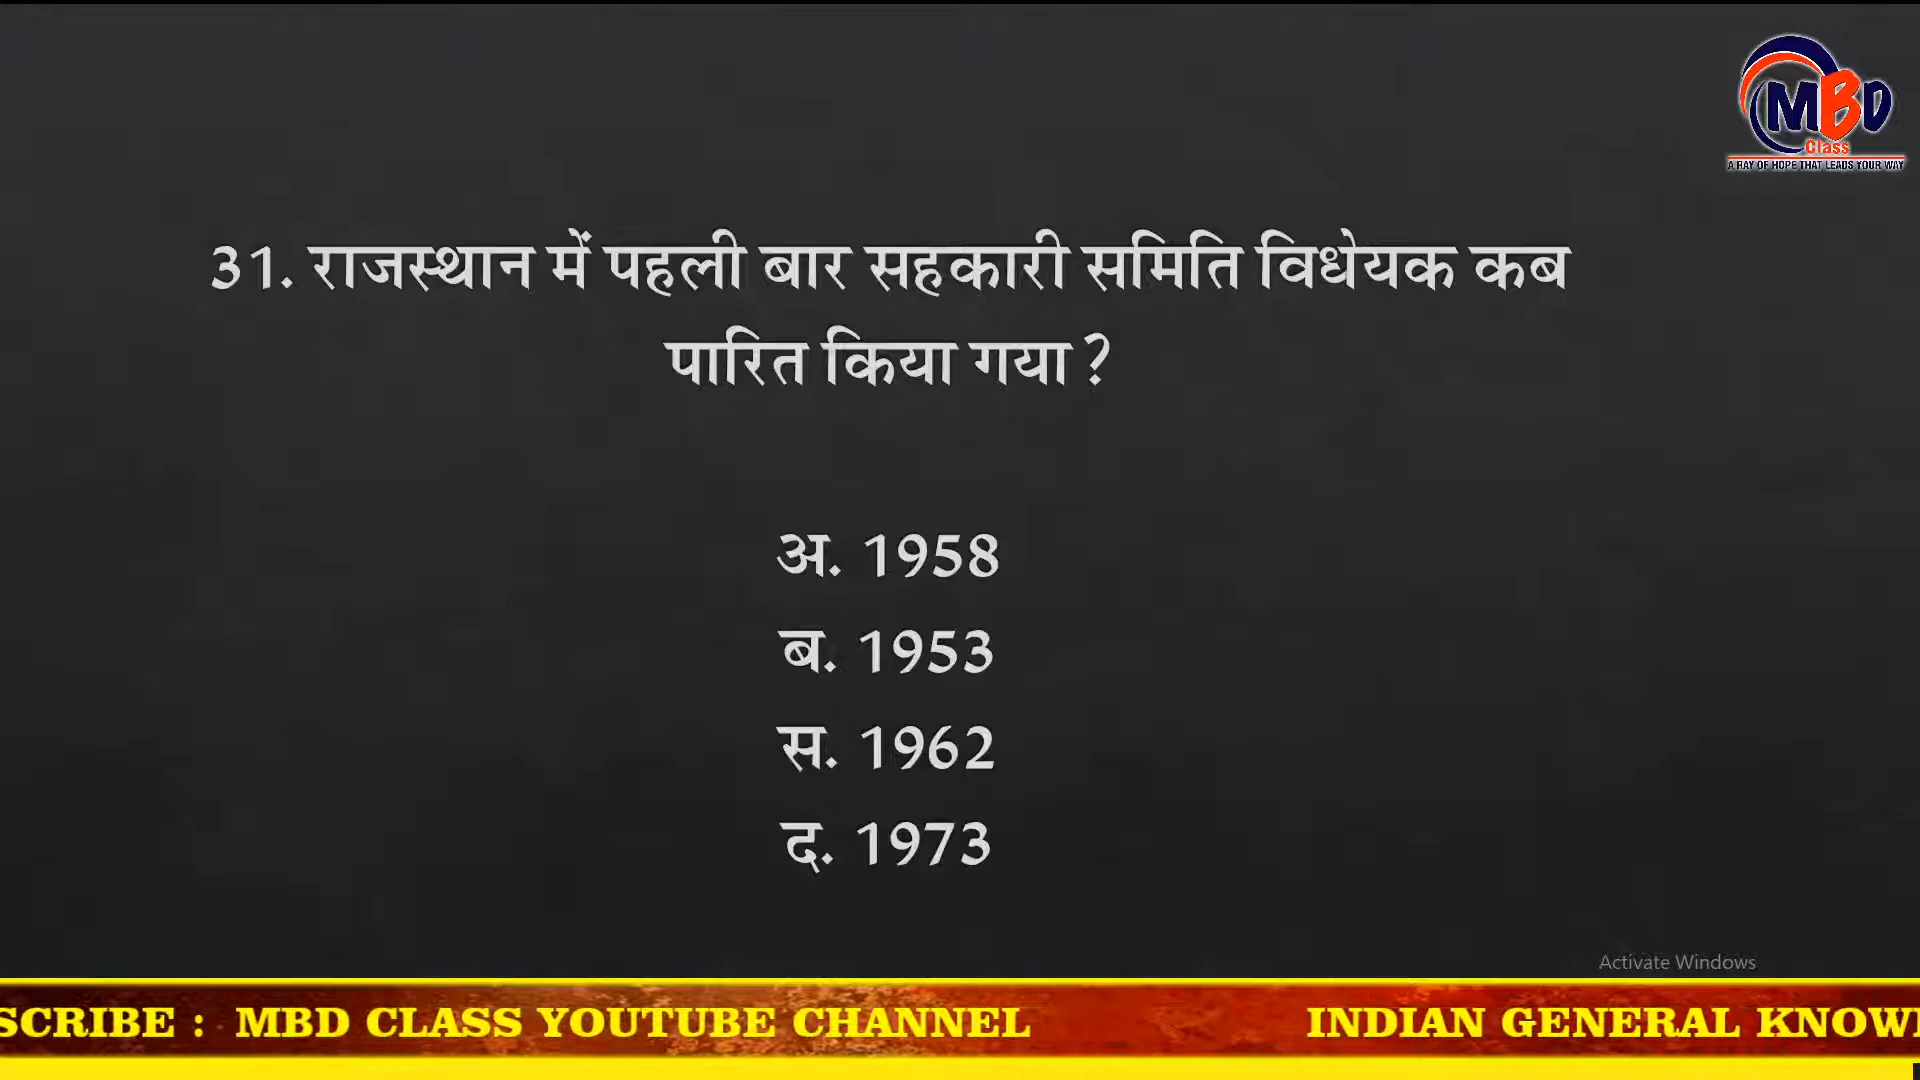 MBD
Class
A RAY OF HOPE THAT LEADS YOUR WAY
31. राजस्थान में पहली बार सहकारी समिति विधेयक कब
पारित किया गया ?
अ. 1958
ब. 1953
स. 1962
द. 1973
Activate Windows
SCRIBE : MBD CLASS YOUTUBE CHANNEL INDIAN GENERAL KNOW